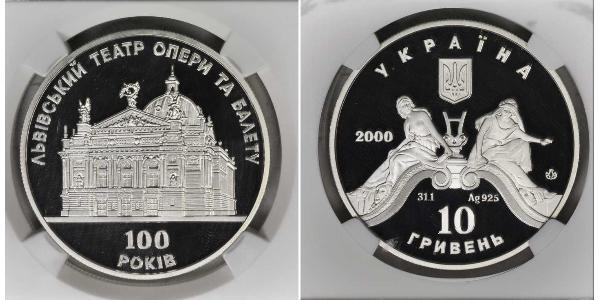 ЛЬВІВСЬКИЙ ТЕАТР ОПЕРИ ТА БАЛЕТУ
100
РОКІВ
УКРАЇНА
2000
31.1 Ag 925
10
ГРИВЕНЬ